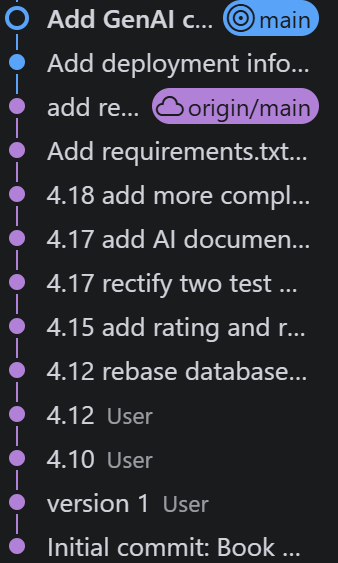 Add GenAI c... main
Add deployment info...
add re... origin/main
Add requirements.txt...
4.18 add more compl...
4.17 add AI documen...
4.17 rectify two test ...
4.15 add rating and r...
4.12 rebase database...
4.12 User
4.10 User
version 1 User
Initial commit: Book ...